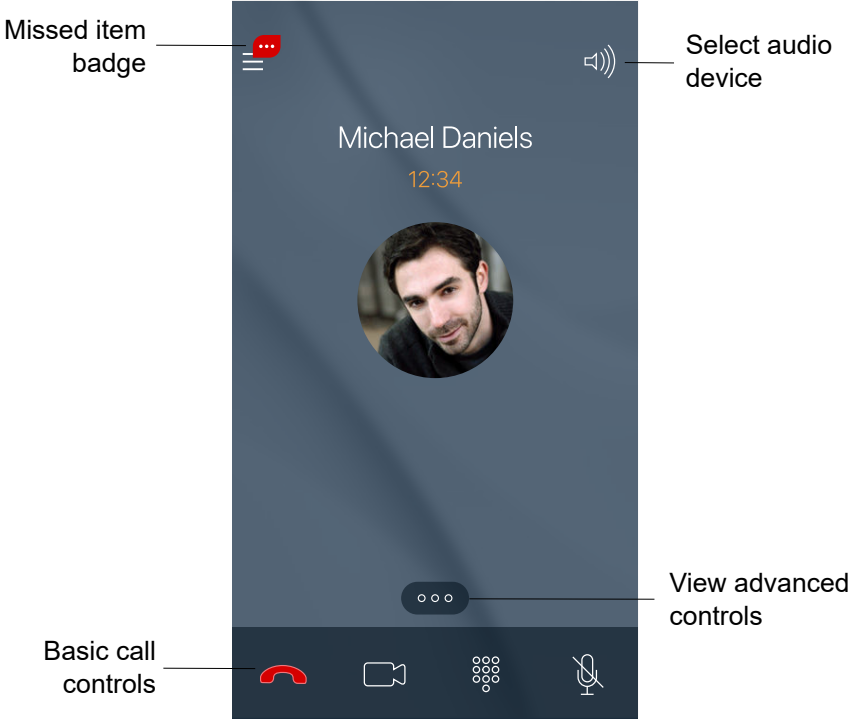 Missed item
badge
Select audio
device
Michael Daniels
12:34
View advanced
controls
Basic call
controls